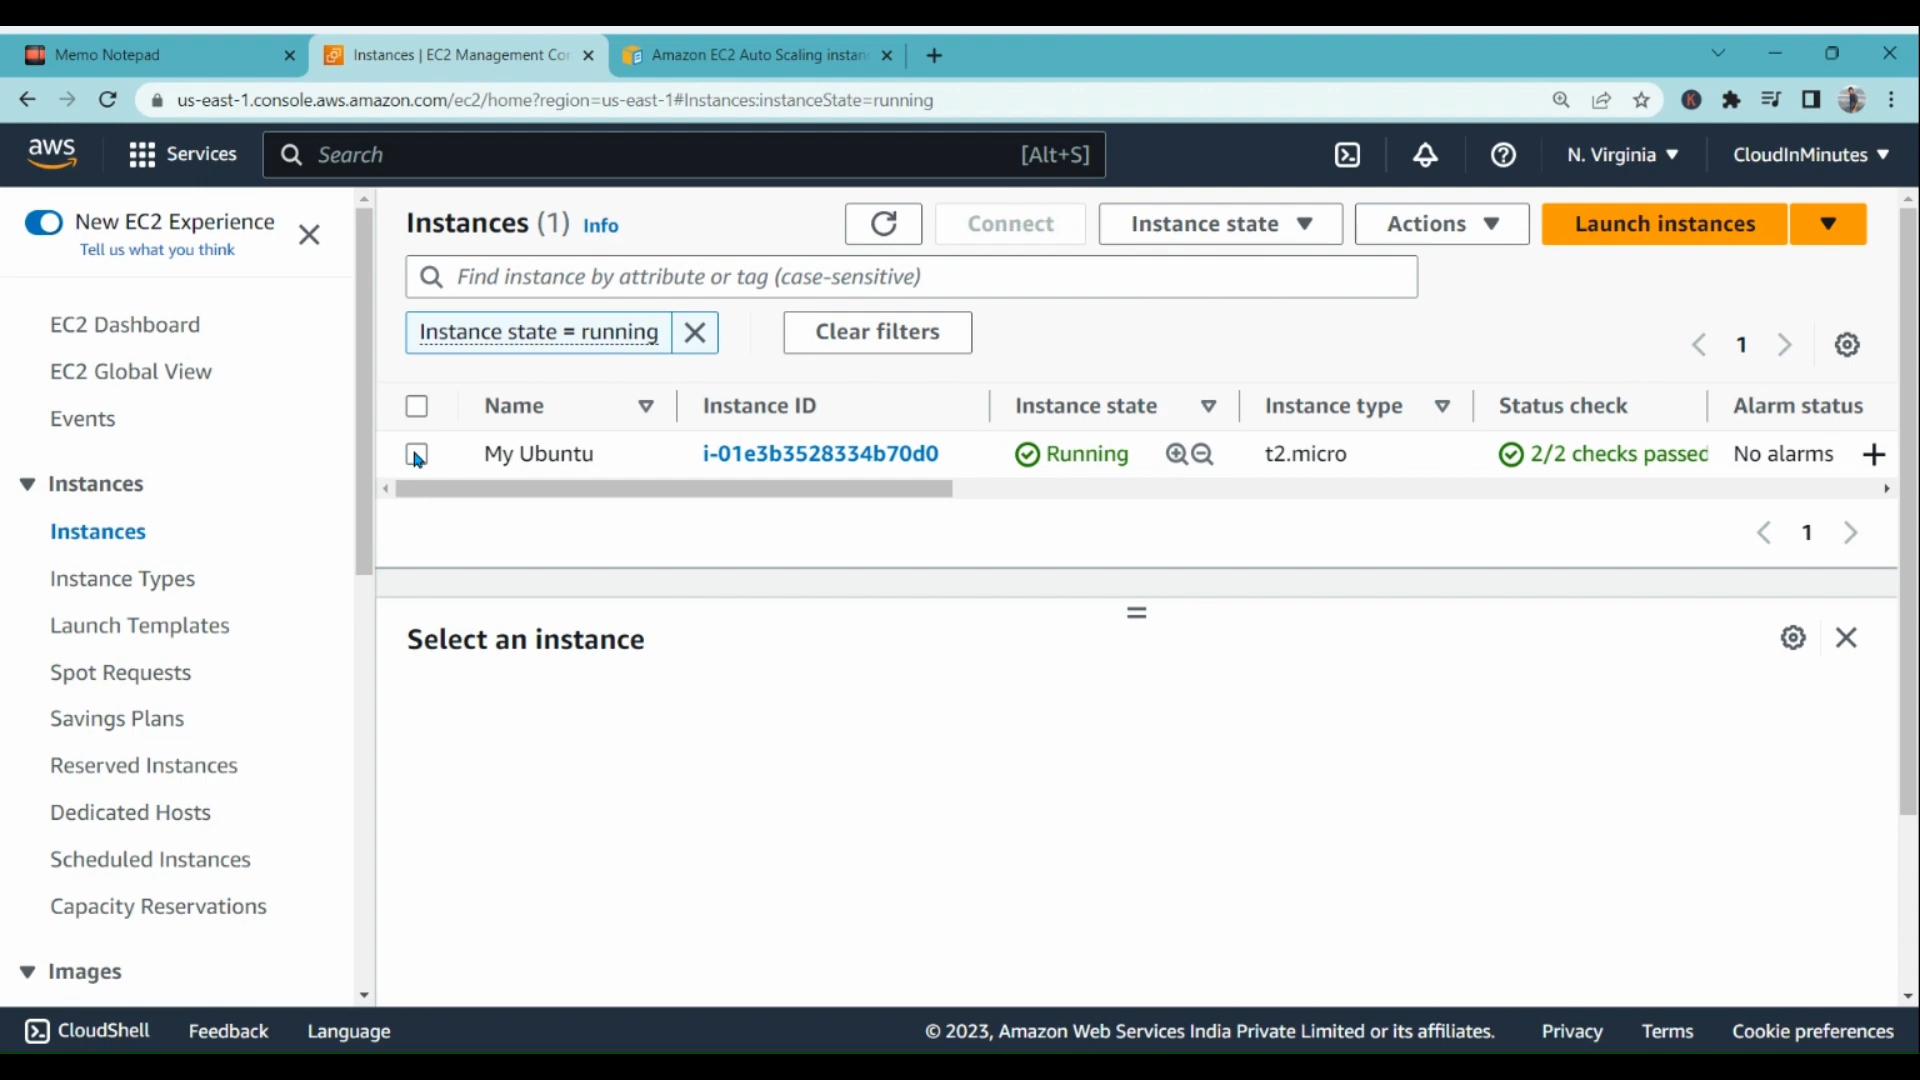 Memo Notepad
Instances | EC2 Management Con
Amazon EC2 Auto Scaling instan
us-east-1.console.aws.amazon.com/ec2/home?region=us-east-1#Instances:instanceState=running
aws
Services
Search
[Alt+S]
N. Virginia
CloudInMinutes
New EC2 Experience
Tell us what you think
EC2 Dashboard
EC2 Global View
Events
Instances
Instances
Instance Types
Launch Templates
Spot Requests
Savings Plans
Reserved Instances
Dedicated Hosts
Scheduled Instances
Capacity Reservations
Images
Instances (1) Info
Connect
Instance state
Actions
Launch instances
Find instance by attribute or tag (case-sensitive)
Instance state = running
Clear filters
1
Name Instance ID Instance state Instance type Status check Alarm status
My Ubuntu i-01e3b3528334b70d0 Running t2.micro 2/2 checks passed No alarms
1
Select an instance
CloudShell Feedback Language © 2023, Amazon Web Services India Private Limited or its affiliates. Privacy Terms Cookie preferences